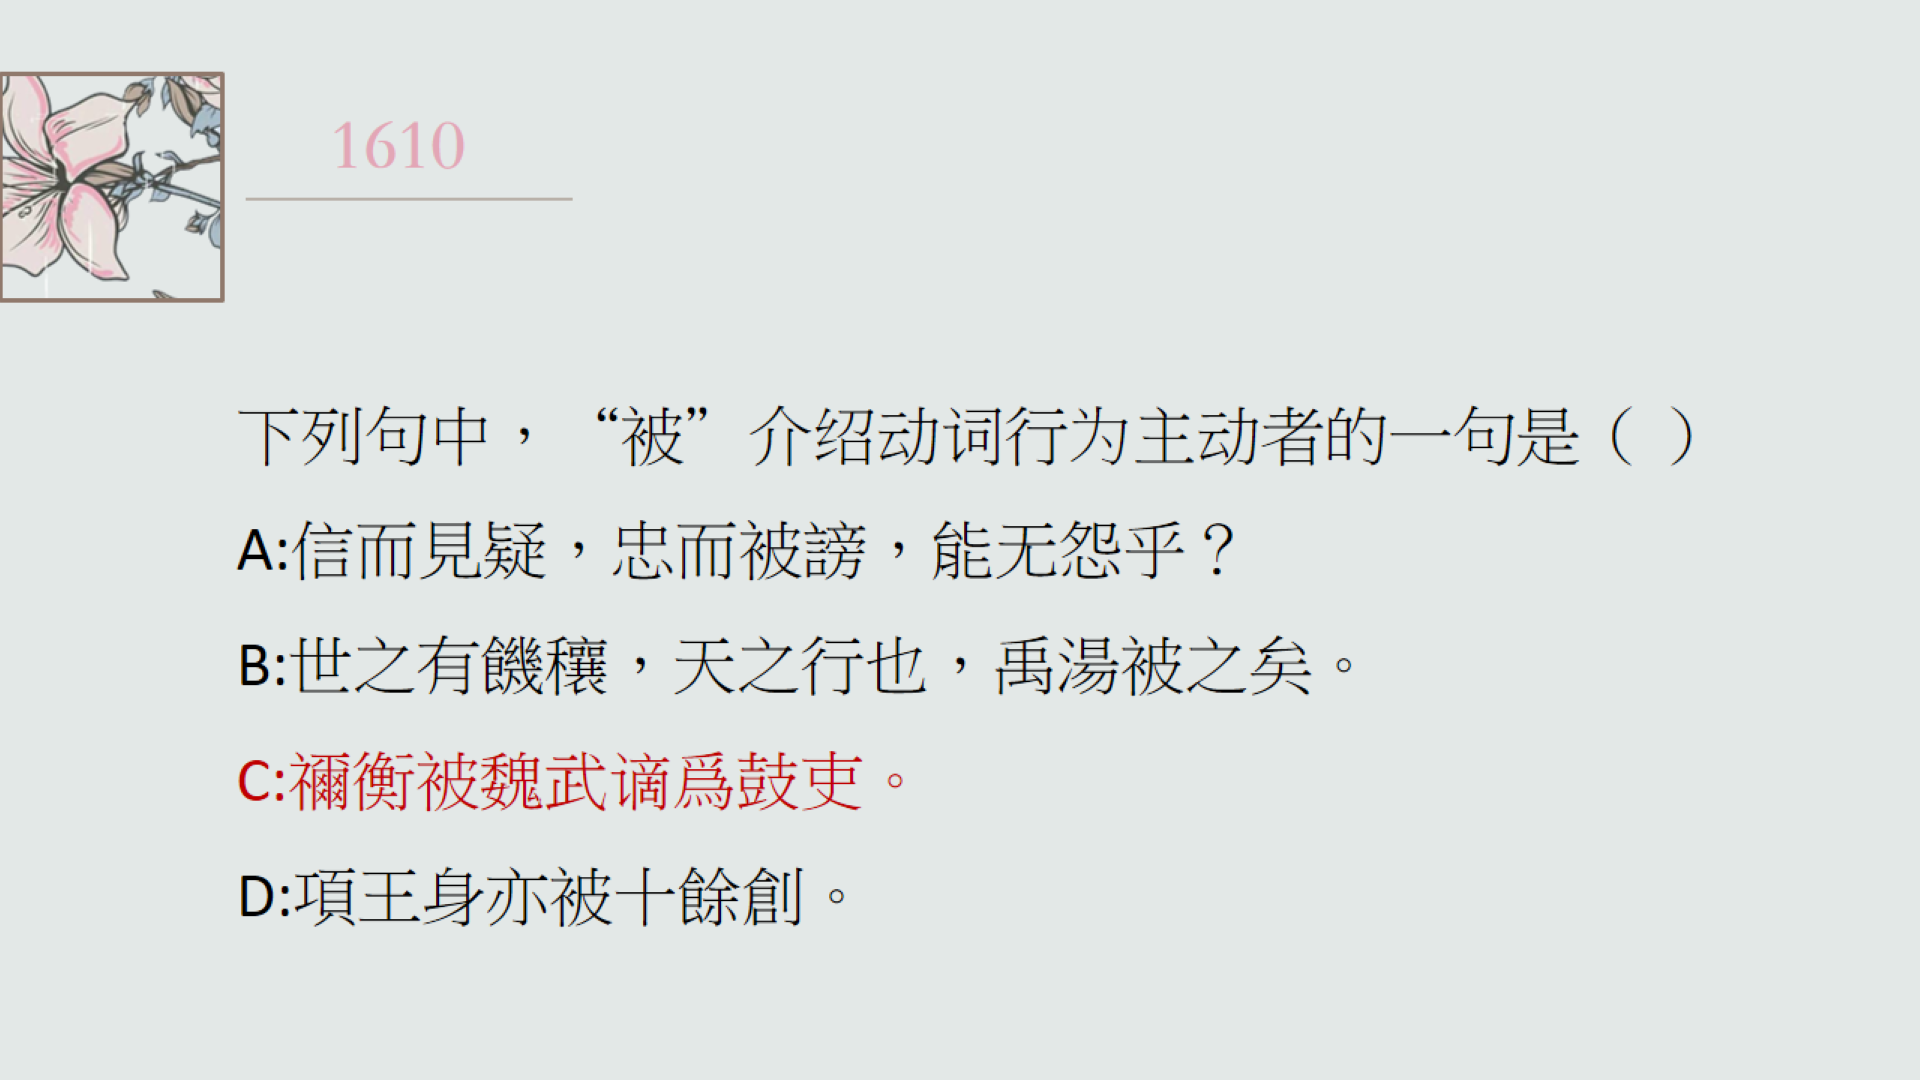 1610
下列句中，“被”介绍动词行为主动者的一句是（ ）
A:信而見疑，忠而被謗，能无怨乎？
B:世之有饑穰，天之行也，禹湯被之矣。
C:禰衡被魏武谪爲鼓吏。
D:項王身亦被十餘創。